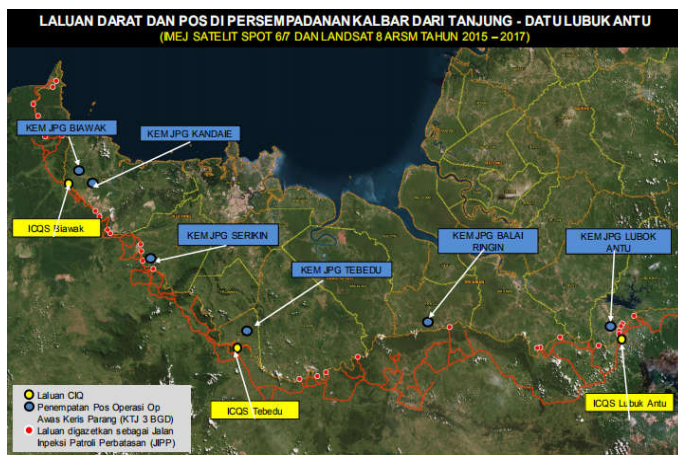 LALUAN DARAT DAN POS DI PERSEMPADANAN KALBAR DARI TANJUNG - DATU LUBUK ANTU
(IMEJ SATELIT SPOT 6/7 DAN LANDSAT 8 ARSM TAHUN 2015 – 2017)
KEM JPG BIAWAK
KEM JPG KANDAIE
ICQS Biawak
KEM JPG SERIKIN
KEM JPG BALAI
RINGIN
KEM JPG LUBOK
ANTU
KEM JPG TEBEDU
ICQS Tebedu
ICQS Lubuk Antu
Laluan CIQ
Penempatan Pos Operasi Op
Awas Keris Parang (KTJ 3 BGD)
Laluan digazetkan sebagai Jalan
Inpeksi Patroli Perbatasan (JIPP)